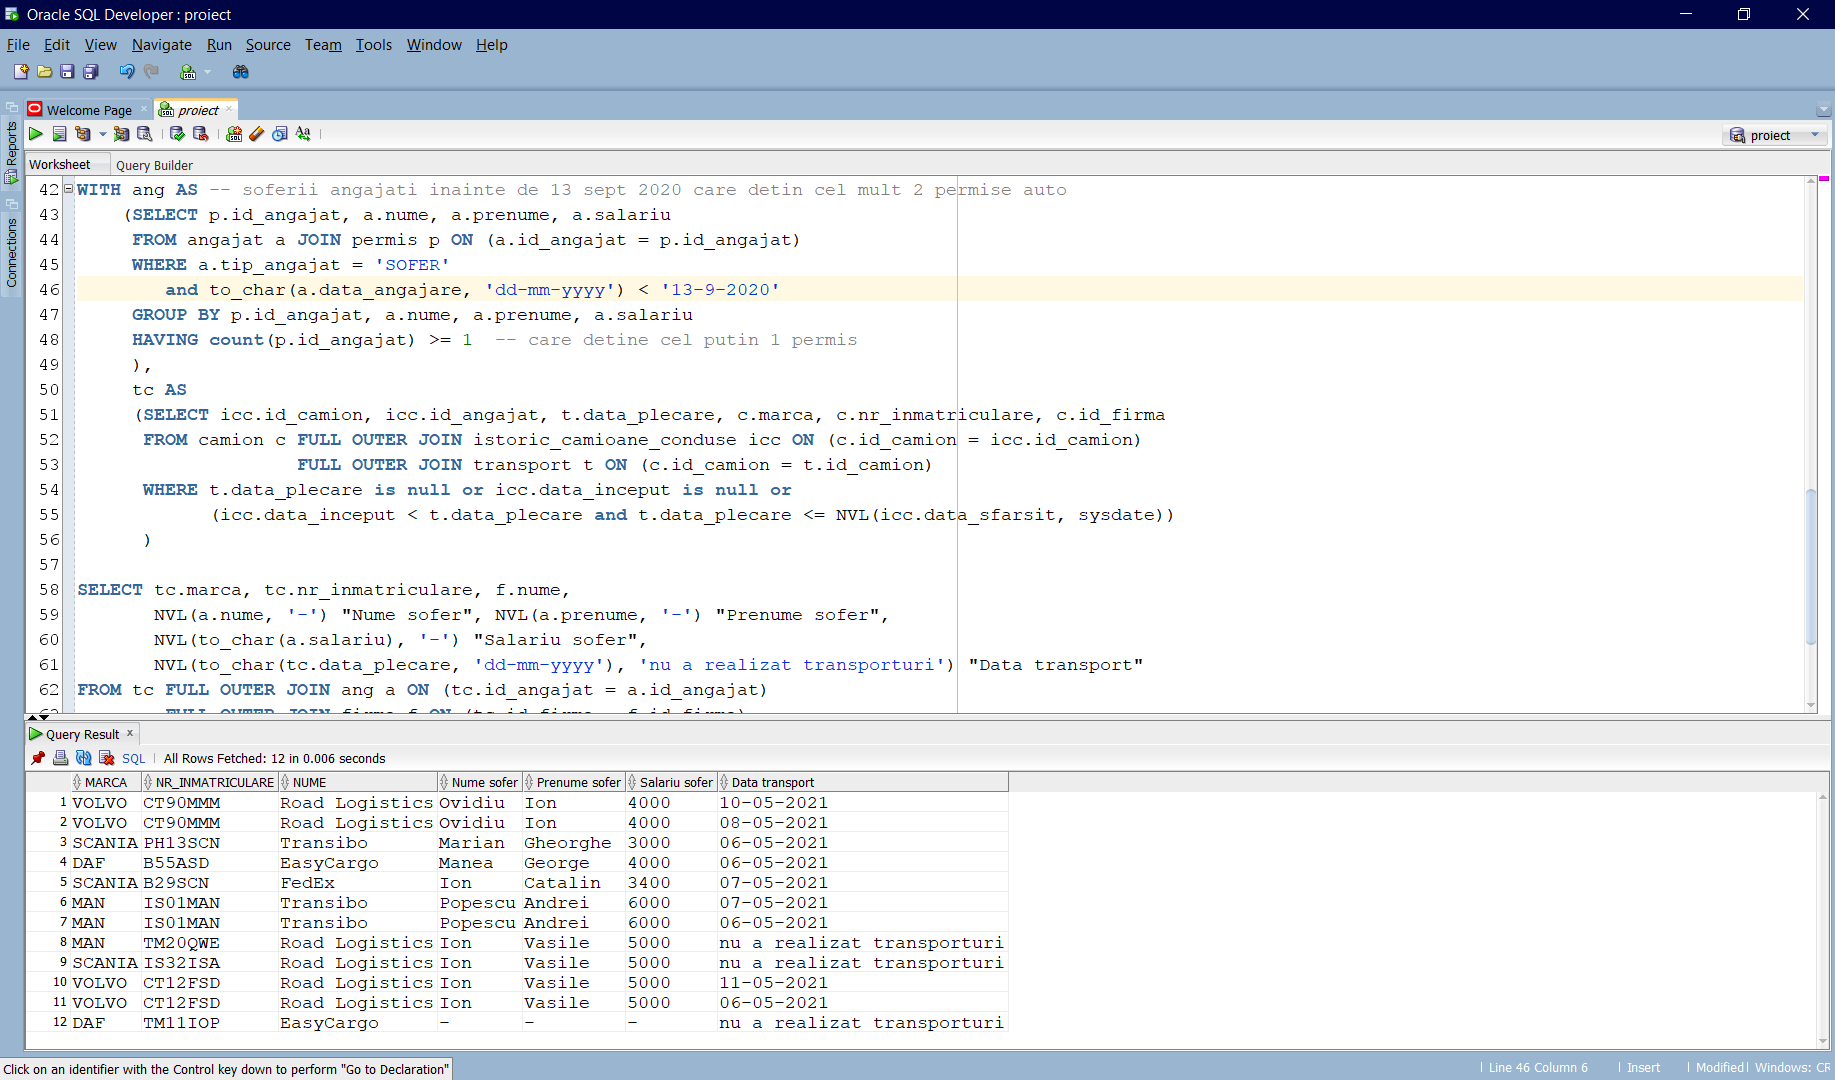 Oracle SQL Developer : proiect
File Edit View Navigate Run Source Team Tools Window Help
Welcome Page proiect
Reports
Connections
proiect
Worksheet Query Builder
42 WITH ang AS -- soferii angajati inainte de 13 sept 2020 care detin cel mult 2 permise auto
43 (SELECT p.id_angajat, a.nume, a.prenume, a.salariu
44 FROM angajat a JOIN permis p ON (a.id_angajat = p.id_angajat)
45 WHERE a.tip_angajat = 'SOFER'
46 and to_char(a.data_angajare, 'dd-mm-yyyy') < '13-9-2020'
47 GROUP BY p.id_angajat, a.nume, a.prenume, a.salariu
48 HAVING count(p.id_angajat) >= 1 -- care detine cel putin 1 permis
49 ),
50 tc AS
51 (SELECT icc.id_camion, icc.id_angajat, t.data_plecare, c.marca, c.nr_inmatriculare, c.id_firma
52 FROM camion c FULL OUTER JOIN istoric_camioane_conduse icc ON (c.id_camion = icc.id_camion)
53 FULL OUTER JOIN transport t ON (c.id_camion = t.id_camion)
54 WHERE t.data_plecare is null or icc.data_inceput is null or
55 (icc.data_inceput < t.data_plecare and t.data_plecare <= NVL(icc.data_sfarsit, sysdate))
56 )
57
58 SELECT tc.marca, tc.nr_inmatriculare, f.nume,
59 NVL(a.nume, '-') "Nume sofer", NVL(a.prenume, '-') "Prenume sofer",
60 NVL(to_char(a.salariu), '-') "Salariu sofer",
61 NVL(to_char(tc.data_plecare, 'dd-mm-yyyy'), 'nu a realizat transporturi') "Data transport"
62 FROM tc FULL OUTER JOIN ang a ON (tc.id_angajat = a.id_angajat)
63 FULL OUTER JOIN firma f ON (tc.id_firma = f.id_firma)
Query Result
SQL All Rows Fetched: 12 in 0.006 seconds
MARCA NR_INMATRICULARE NUME Nume sofer Prenume sofer Salariu sofer Data transport
1 VOLVO CT90MMM Road Logistics Ovidiu Ion 4000 10-05-2021
2 VOLVO CT90MMM Road Logistics Ovidiu Ion 4000 08-05-2021
3 SCANIA PH13SCN Transibo Marian Gheorghe 3000 06-05-2021
4 DAF B55ASD EasyCargo Manea George 4000 06-05-2021
5 SCANIA B29SCN FedEx Ion Catalin 3400 07-05-2021
6 MAN IS01MAN Transibo Popescu Andrei 6000 07-05-2021
7 MAN IS01MAN Transibo Popescu Andrei 6000 06-05-2021
8 MAN TM20QWE Road Logistics Ion Vasile 5000 nu a realizat transporturi
9 SCANIA IS32ISA Road Logistics Ion Vasile 5000 nu a realizat transporturi
10 VOLVO CT12FSD Road Logistics Ion Vasile 5000 11-05-2021
11 VOLVO CT12FSD Road Logistics Ion Vasile 5000 06-05-2021
12 DAF TM11IOP EasyCargo - - - nu a realizat transporturi
Click on an identifier with the Control key down to perform "Go to Declaration" Line 46 Column 6 Insert Modified Windows: CR